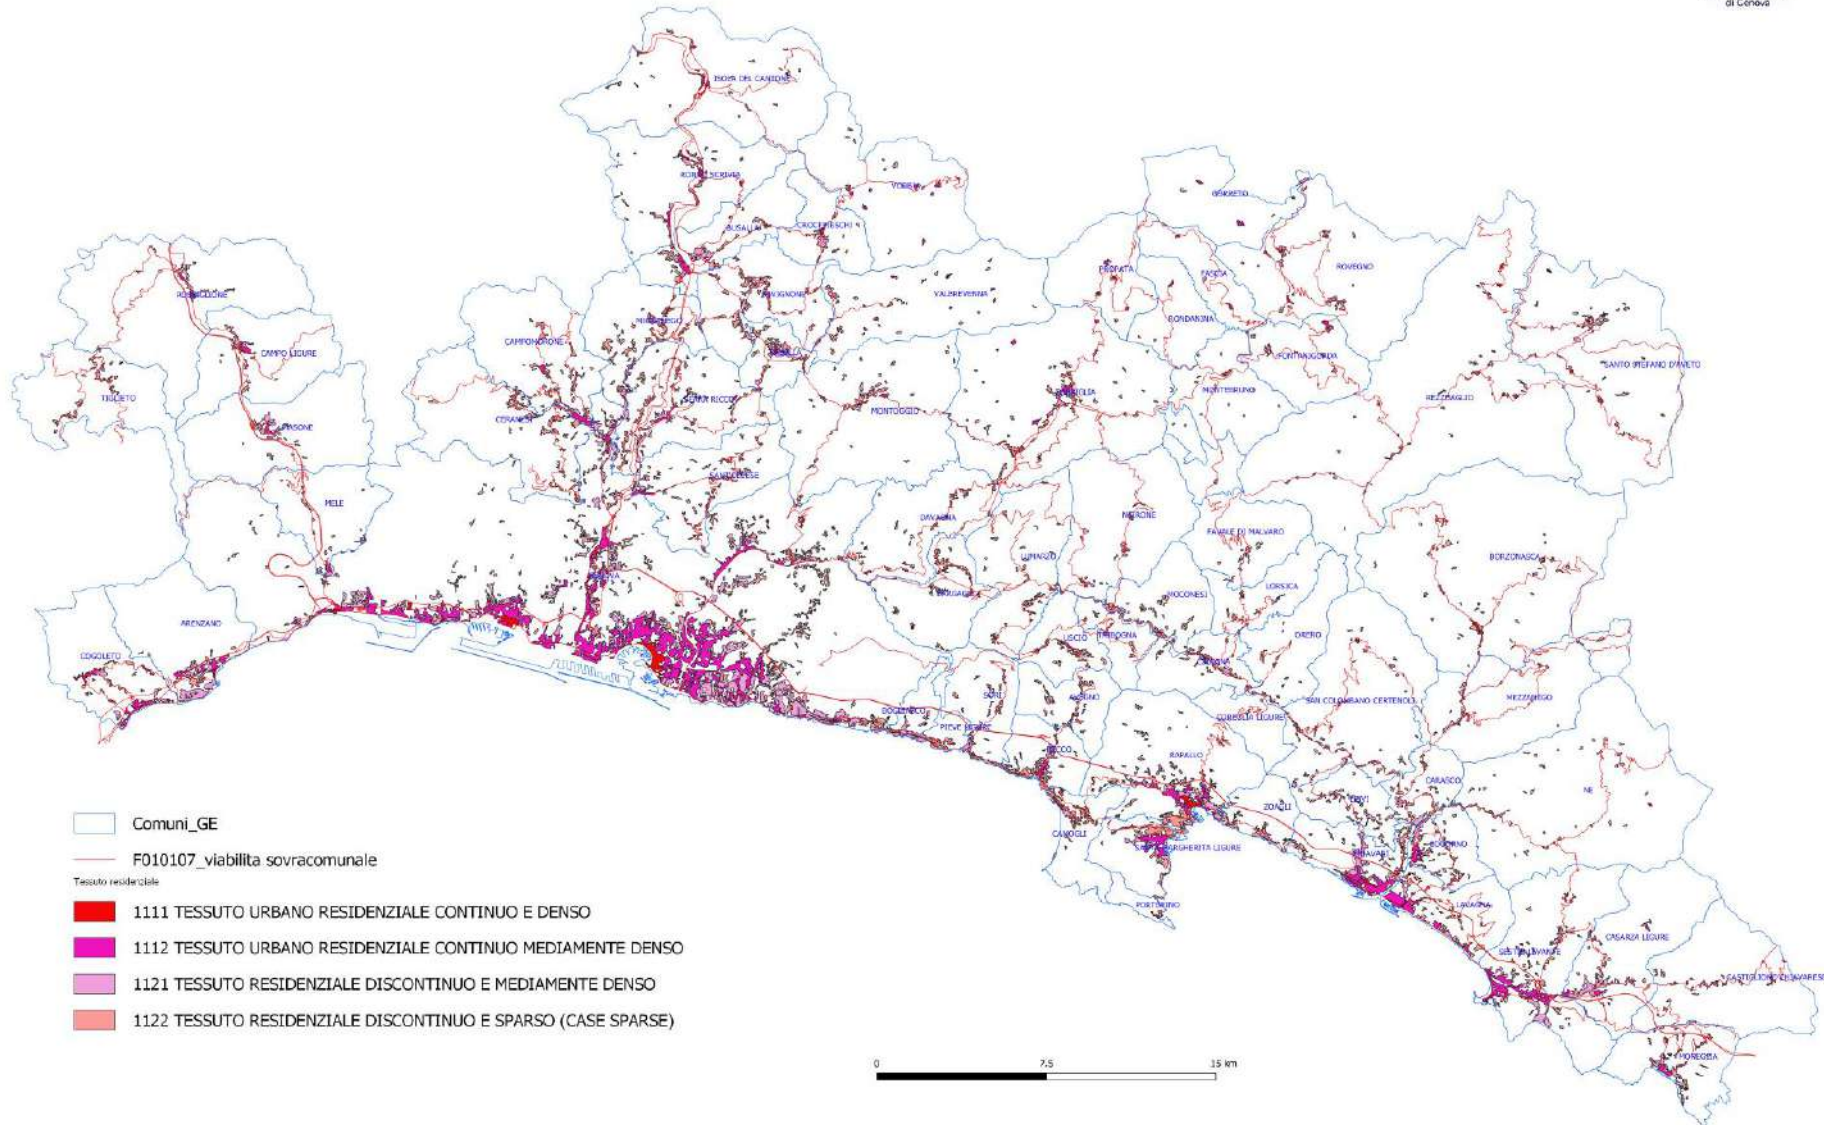 di Genova
ISOLA DEL CANTONE
RONCO SCRIVIA
VOBBIA
GORRETO
BUSALLA
CROCEFIESCHI
ROVEGNO
PROPATA
FASCIA
ROSSIGLIONE
SAVIGNONE
VALBREVENNA
MIGNANEGO
RONDANINA
CAMPOMORONE
CAMPO LIGURE
CASELLA
FONTANIGORDA
SANTO STEFANO D'AVETO
TIGLIETO
SERRA RICCO'
TORRIGLIA
MONTEBRUNO
REZZOAGLIO
MONTOGGIO
CERANESI
MASONE
SANT'OLCESE
MELE
DAVAGNA
NEIRONE
FAVALE DI MALVARO
LUMARZO
BORZONASCA
GENOVA
LORSICA
BARGAGLI
MOCONESI
ARENZANO
USCIO
TRIBOGNA
ORERO
COGOLETO
CICAGNA
SORI
AVEGNO
SAN COLOMBANO CERTENOLI
MEZZANEGO
BOGLIASCO
COREGLIA LIGURE
PIEVE LIGURE
RECCO
RAPALLO
CARASCO
NE
LEIVI
ZOAGLI
Comuni_GE
CAMOGLI
COGORNO
SANTA MARGHERITA LIGURE
CHIAVARI
F010107_viabilita sovracomunale
Tessuto residenziale
PORTOFINO
LAVAGNA
1111 TESSUTO URBANO RESIDENZIALE CONTINUO E DENSO
CASARZA LIGURE
1112 TESSUTO URBANO RESIDENZIALE CONTINUO MEDIAMENTE DENSO
SESTRI LEVANTE
CASTIGLIONE CHIAVARESE
1121 TESSUTO RESIDENZIALE DISCONTINUO E MEDIAMENTE DENSO
1122 TESSUTO RESIDENZIALE DISCONTINUO E SPARSO (CASE SPARSE)
MONEGLIA
0 7.5 15 km